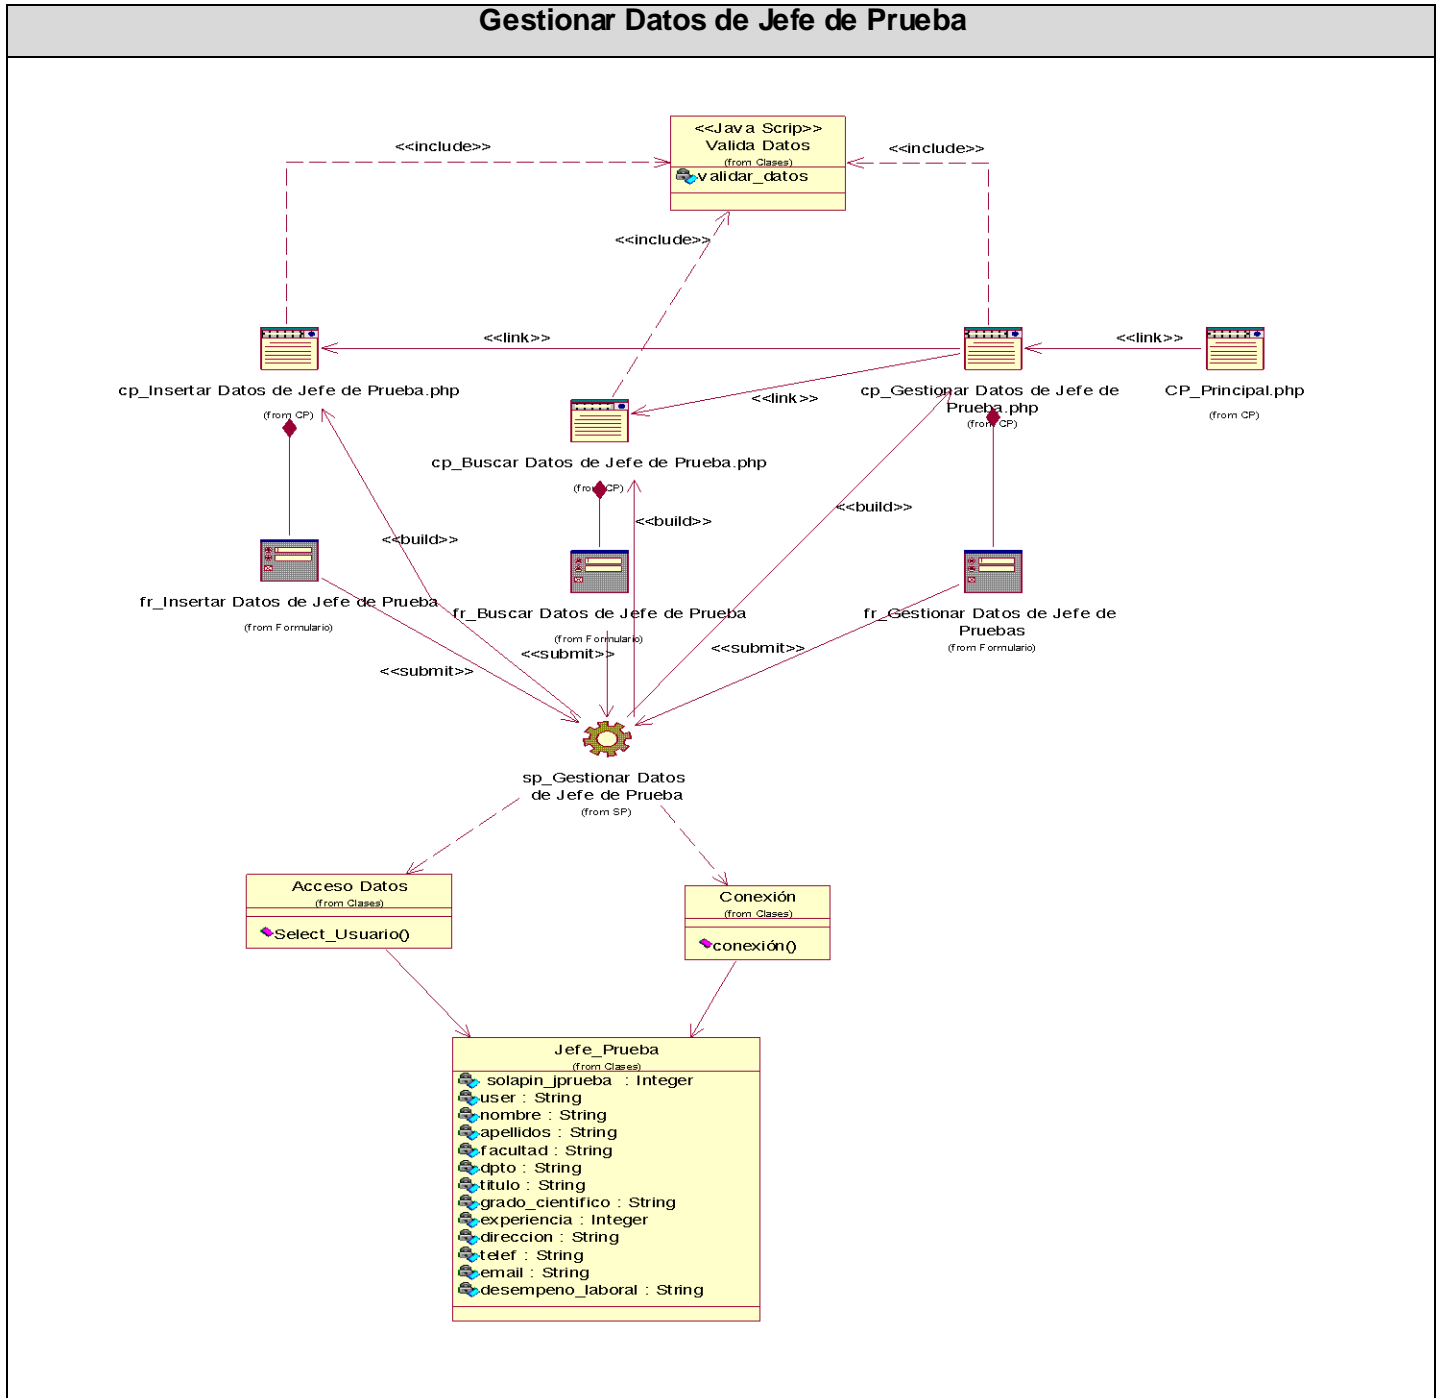 Gestionar Datos de Jefe de Prueba
<<Java Scrip>>
Valida Datos
(from Clases)
validar_datos
<<include>>
<<include>>
<<include>>
<<link>>
<<link>>
<<link>>
cp_Insertar Datos de Jefe de Prueba.php
(from CP)
cp_Buscar Datos de Jefe de Prueba.php
(from CP)
cp_Gestionar Datos de Jefe de
Prueba.php
(from CP)
CP_Principal.php
(from CP)
<<build>>
<<build>>
<<build>>
fr_Insertar Datos de Jefe de Prueba
(from Formulario)
fr_Buscar Datos de Jefe de Prueba
(from Formulario)
fr_Gestionar Datos de Jefe de
Pruebas
(from Formulario)
<<submit>>
<<submit>>
<<submit>>
sp_Gestionar Datos
de Jefe de Prueba
(from SP)
Acceso Datos
(from Clases)
Select_Usuario()
Conexión
(from Clases)
conexión()
Jefe_Prueba
(from Clases)
solapin_jprueba : Integer
user : String
nombre : String
apellidos : String
facultad : String
dpto : String
titulo : String
grado_cientifico : String
experiencia : Integer
direccion : String
telef : String
email : String
desempeno_laboral : String